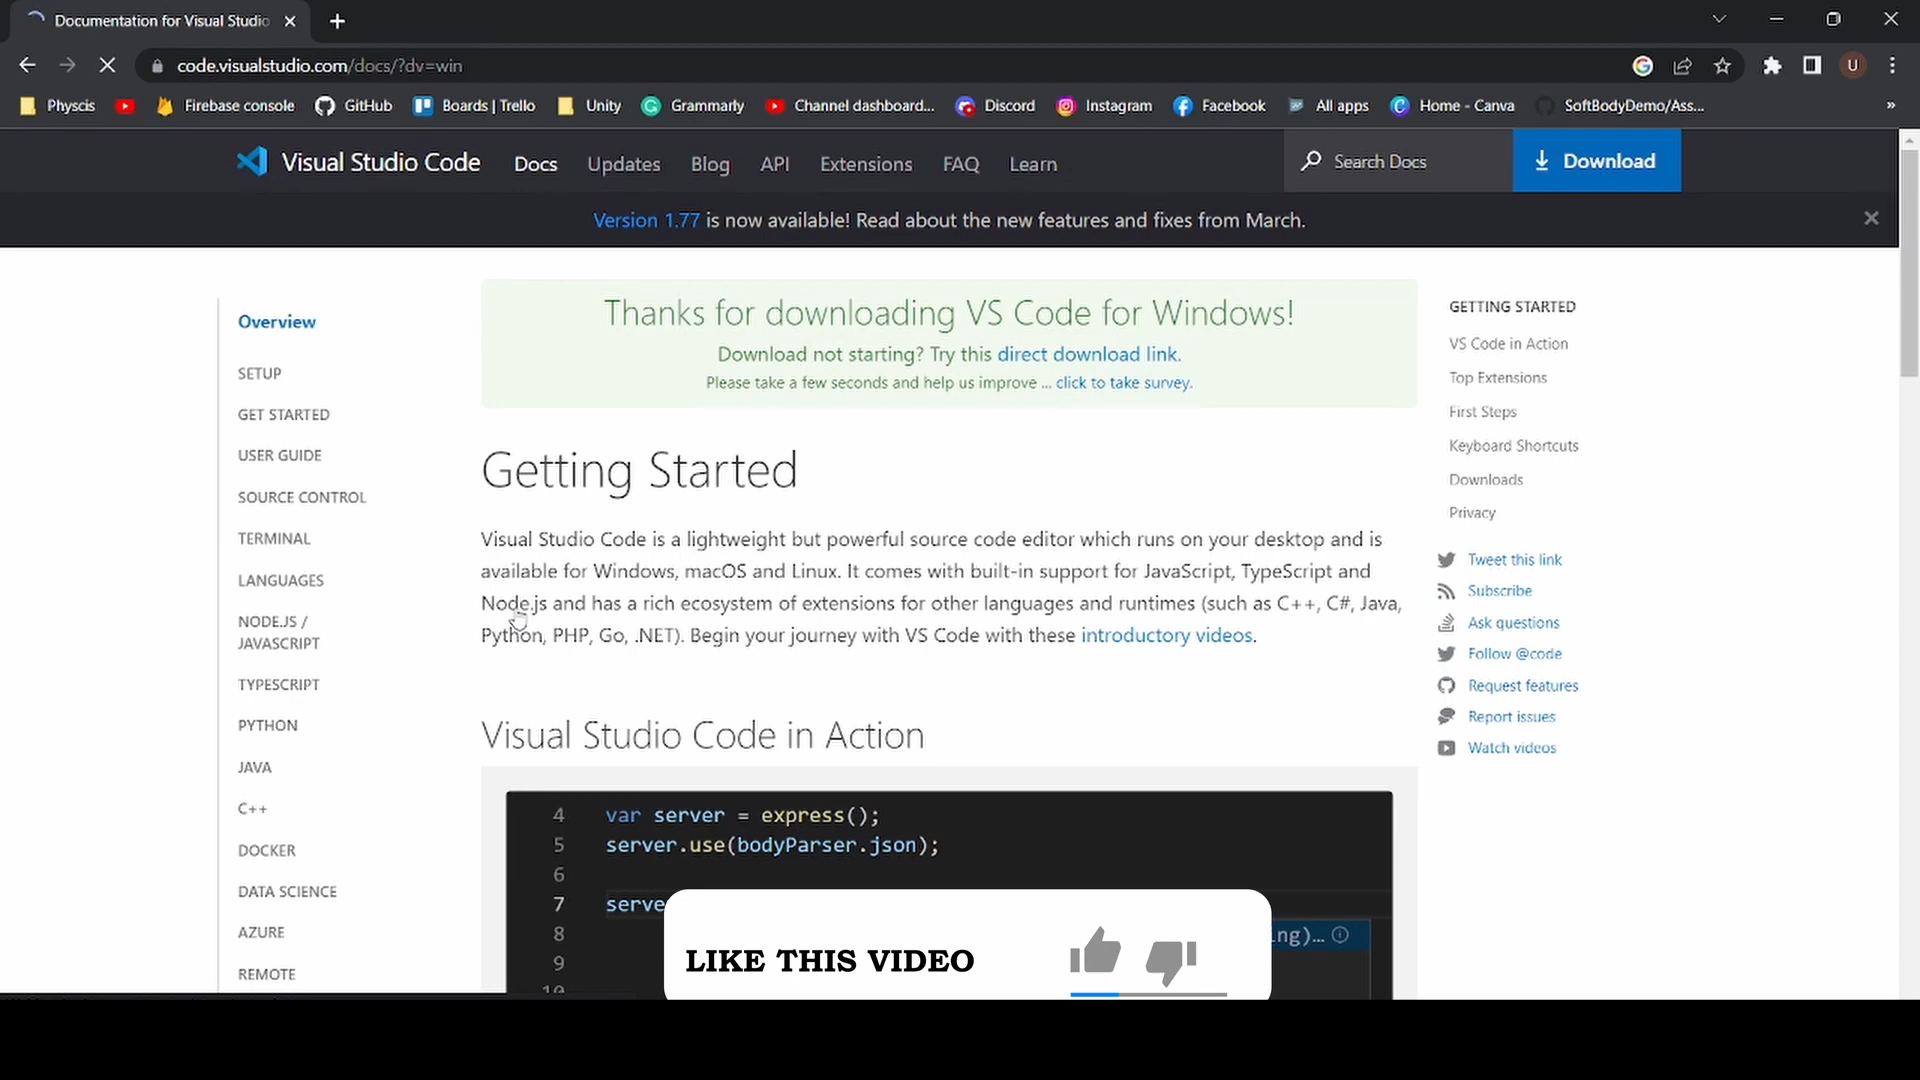 Documentation for Visual Studio
code.visualstudio.com/docs/?dv=win
U
Physcis
Firebase console
GitHub
Boards | Trello
Unity
Grammarly
Channel dashboard...
Discord
Instagram
Facebook
All apps
Home - Canva
SoftBodyDemo/Ass...
»
Visual Studio Code
Docs
Updates
Blog
API
Extensions
FAQ
Learn
Search Docs
Download
Version 1.77 is now available! Read about the new features and fixes from March.
Overview
SETUP
GET STARTED
USER GUIDE
SOURCE CONTROL
TERMINAL
LANGUAGES
NODE.JS /
JAVASCRIPT
TYPESCRIPT
PYTHON
JAVA
C++
DOCKER
DATA SCIENCE
AZURE
REMOTE
Thanks for downloading VS Code for Windows!
Download not starting? Try this direct download link.
Please take a few seconds and help us improve ... click to take survey.
Getting Started
Visual Studio Code is a lightweight but powerful source code editor which runs on your desktop and is
available for Windows, macOS and Linux. It comes with built-in support for JavaScript, TypeScript and
Node.js and has a rich ecosystem of extensions for other languages and runtimes (such as C++, C#, Java,
Python, PHP, Go, .NET). Begin your journey with VS Code with these introductory videos.
Visual Studio Code in Action
4 var server = express();
5 server.use(bodyParser.json);
6
7 serve
8 ing)...
9
10
LIKE THIS VIDEO
GETTING STARTED
VS Code in Action
Top Extensions
First Steps
Keyboard Shortcuts
Downloads
Privacy
Tweet this link
Subscribe
Ask questions
Follow @code
Request features
Report issues
Watch videos